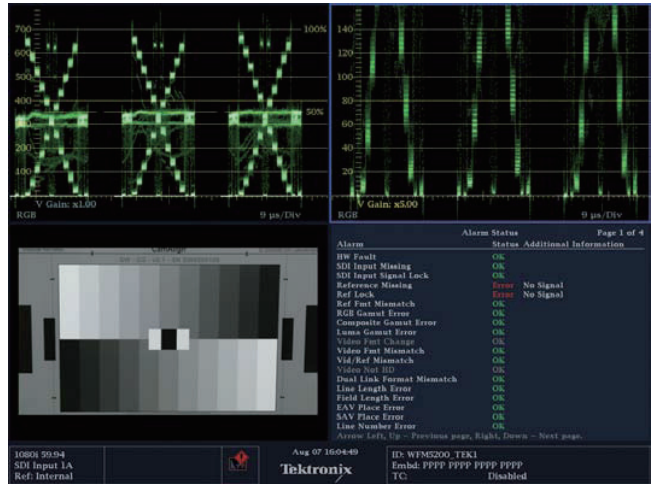 700
600
500
400
300
200
100
0
100%
50%
V Gain: x1.00
RGB
9 µs/Div
140
120
100
80
60
40
20
0
V Gain: x5.00
RGB
9 µs/Div
CamAlign
Alarm Status Page 1 of 4
Alarm Status Additional Information
HW Fault OK
SDI Input Missing OK
SDI Input Signal Lock OK
Reference Missing Error No Signal
Ref Lock Error No Signal
Ref Fmt Mismatch OK
RGB Gamut Error OK
Composite Gamut Error OK
Luma Gamut Error OK
Video Fmt Change OK
Video Fmt Mismatch OK
Vid/Ref Mismatch OK
Video Not HD OK
Dual Link Format Mismatch OK
Line Length Error OK
Field Length Error OK
EAV Place Error OK
SAV Place Error OK
Line Number Error OK
Arrow Left, Up - Previous page, Right, Down - Next page.
1080i 59.94
SDI Input 1A
Ref: Internal
Aug 07 16:04:49
Tektronix
ID: WFM5200_TEK1
Embd: PPPP PPPP PPPP PPPP
TC: Disabled